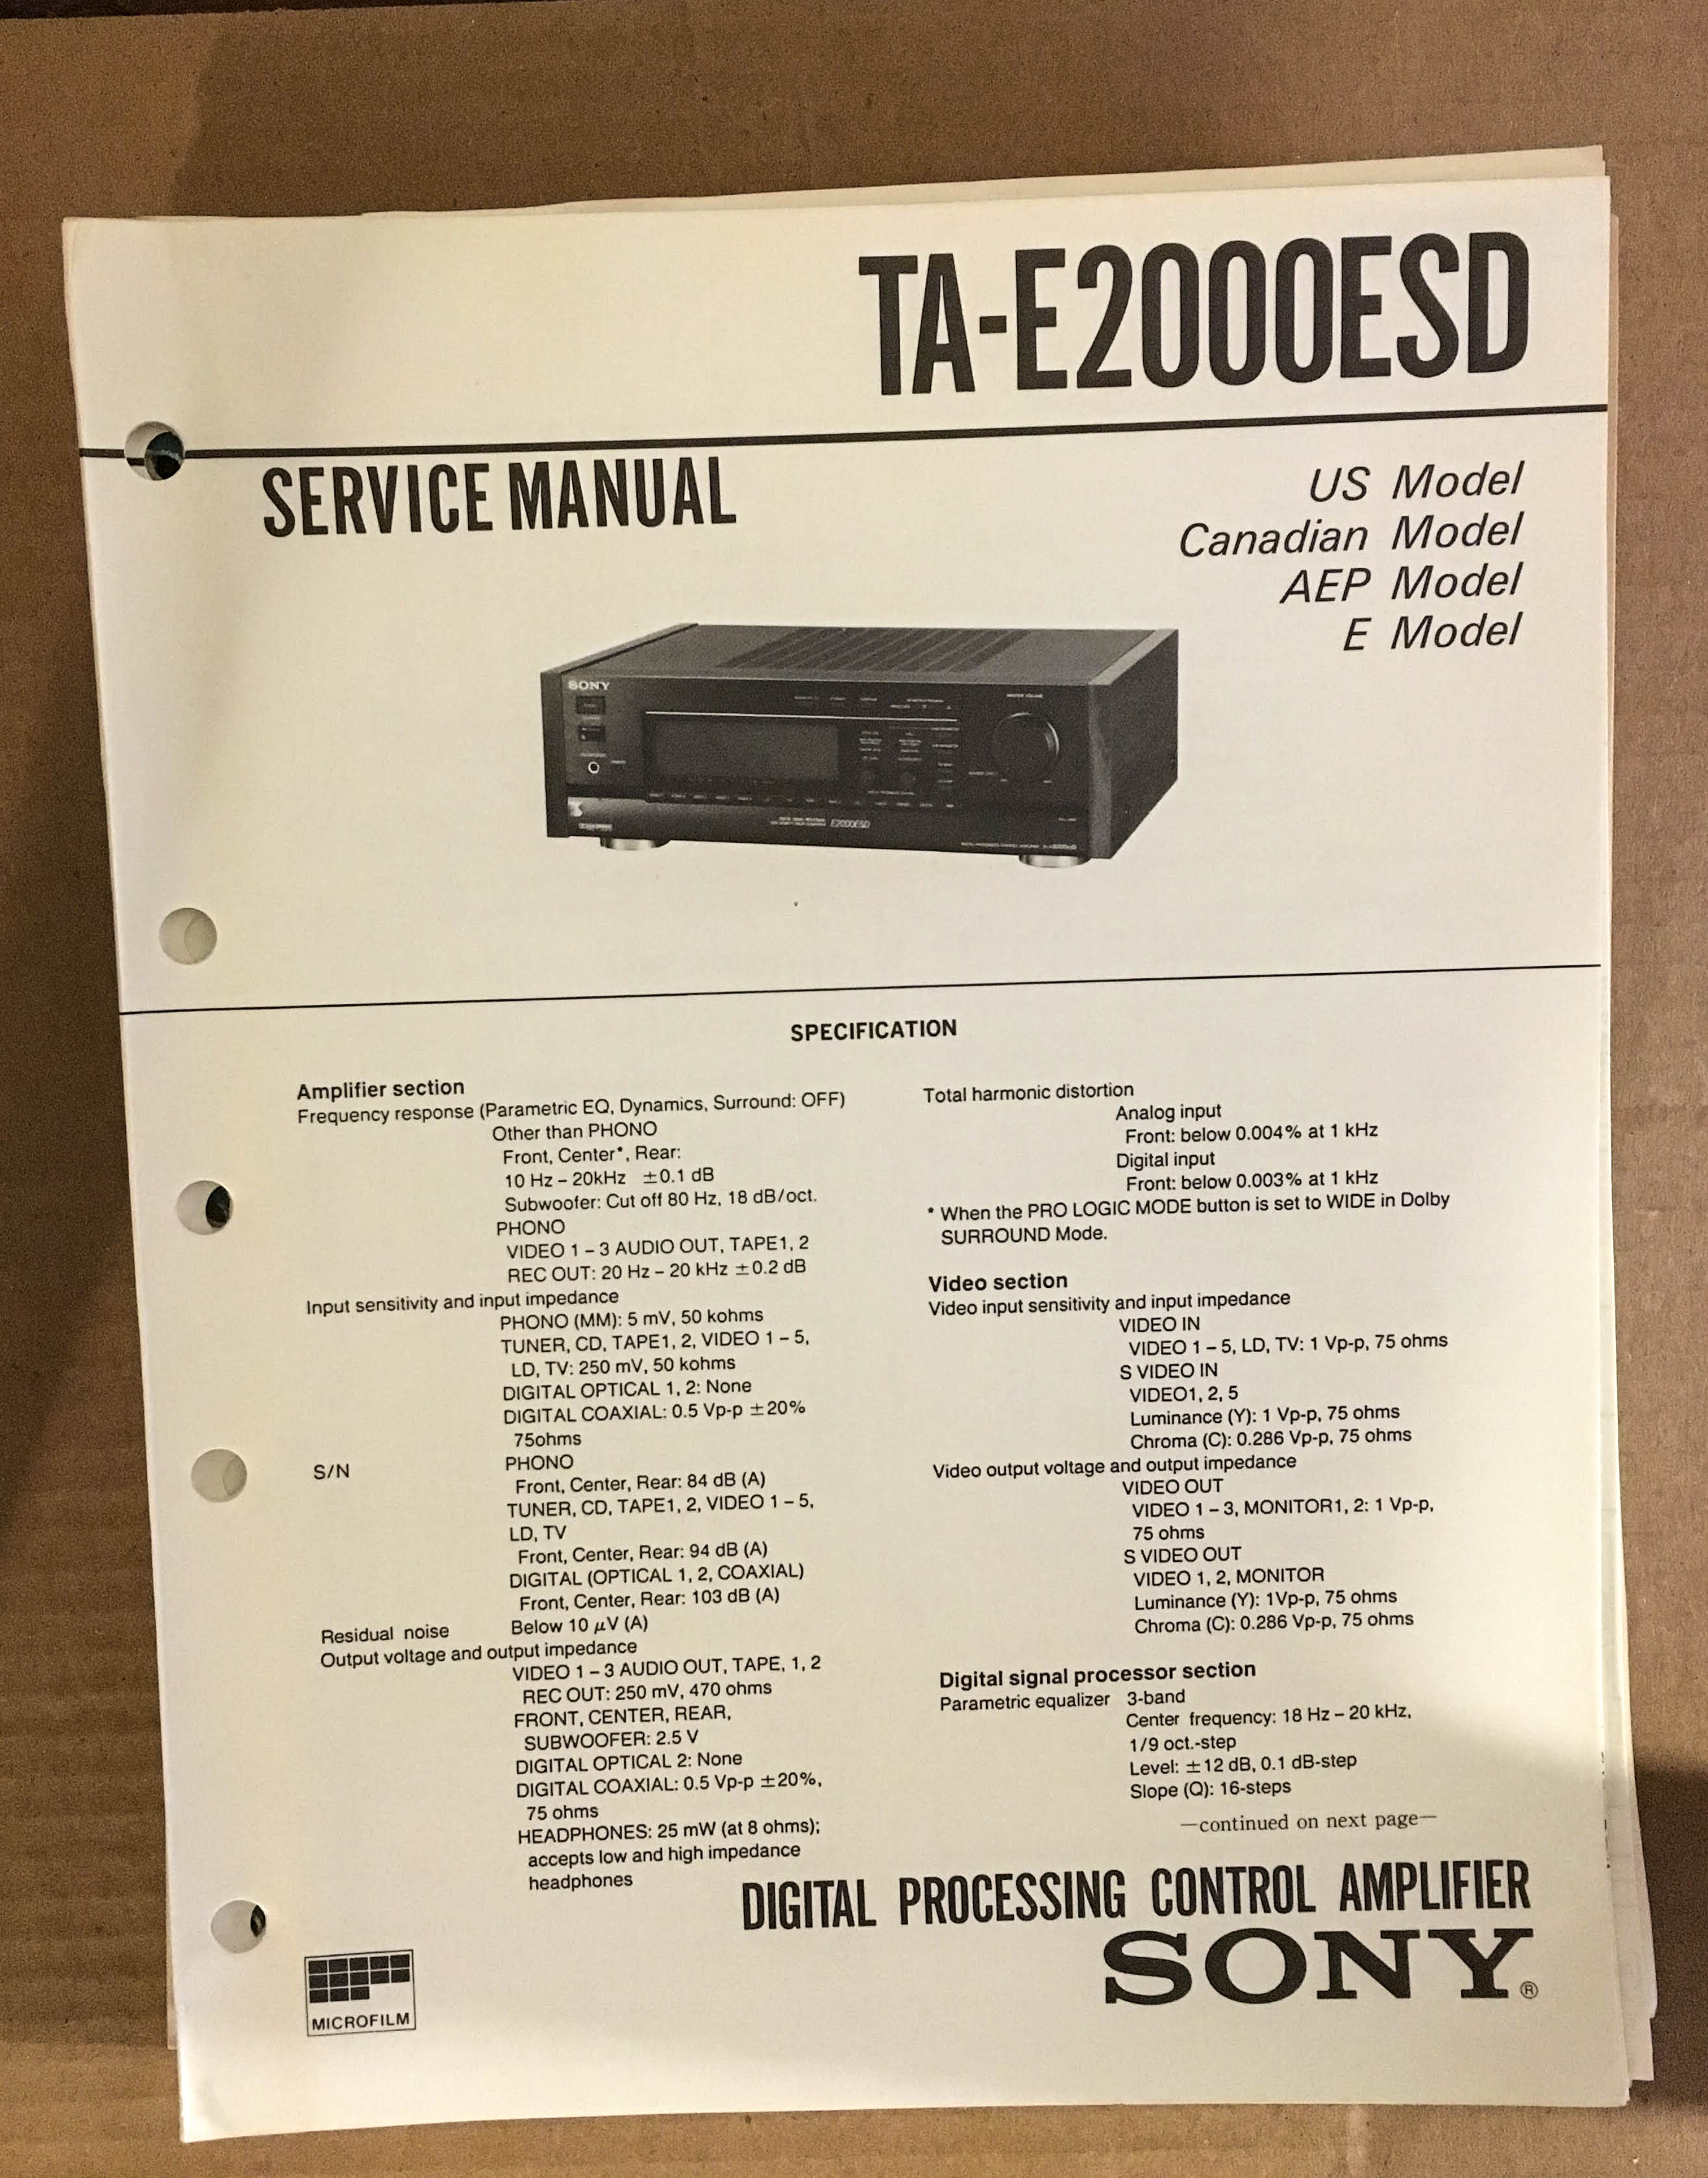 TA-E2000ESD
SERVICE MANUAL
US Model
Canadian Model
AEP Model
E Model
SONY
E2000ESD
SPECIFICATION
Amplifier section
Frequency response (Parametric EQ, Dynamics, Surround: OFF)
Other than PHONO
Front, Center*, Rear:
10 Hz – 20kHz ±0.1 dB
Subwoofer: Cut off 80 Hz, 18 dB/oct.
PHONO
VIDEO 1 – 3 AUDIO OUT, TAPE1, 2
REC OUT: 20 Hz – 20 kHz ±0.2 dB
Input sensitivity and input impedance
PHONO (MM): 5 mV, 50 kohms
TUNER, CD, TAPE1, 2, VIDEO 1 – 5,
LD, TV: 250 mV, 50 kohms
DIGITAL OPTICAL 1, 2: None
DIGITAL COAXIAL: 0.5 Vp-p ±20%
75ohms
S/N PHONO
Front, Center, Rear: 84 dB (A)
TUNER, CD, TAPE1, 2, VIDEO 1 – 5,
LD, TV
Front, Center, Rear: 94 dB (A)
DIGITAL (OPTICAL 1, 2, COAXIAL)
Front, Center, Rear: 103 dB (A)
Residual noise Below 10 μV (A)
Output voltage and output impedance
VIDEO 1 – 3 AUDIO OUT, TAPE, 1, 2
REC OUT: 250 mV, 470 ohms
FRONT, CENTER, REAR,
SUBWOOFER: 2.5 V
DIGITAL OPTICAL 2: None
DIGITAL COAXIAL: 0.5 Vp-p ±20%,
75 ohms
HEADPHONES: 25 mW (at 8 ohms);
accepts low and high impedance
headphones
Total harmonic distortion
Analog input
Front: below 0.004% at 1 kHz
Digital input
Front: below 0.003% at 1 kHz
* When the PRO LOGIC MODE button is set to WIDE in Dolby
SURROUND Mode.
Video section
Video input sensitivity and input impedance
VIDEO IN
VIDEO 1 – 5, LD, TV: 1 Vp-p, 75 ohms
S VIDEO IN
VIDEO1, 2, 5
Luminance (Y): 1 Vp-p, 75 ohms
Chroma (C): 0.286 Vp-p, 75 ohms
Video output voltage and output impedance
VIDEO OUT
VIDEO 1 – 3, MONITOR1, 2: 1 Vp-p,
75 ohms
S VIDEO OUT
VIDEO 1, 2, MONITOR
Luminance (Y): 1Vp-p, 75 ohms
Chroma (C): 0.286 Vp-p, 75 ohms
Digital signal processor section
Parametric equalizer 3-band
Center frequency: 18 Hz – 20 kHz,
1/9 oct.-step
Level: ±12 dB, 0.1 dB-step
Slope (Q): 16-steps
—continued on next page—
DIGITAL PROCESSING CONTROL AMPLIFIER
SONY®
MICROFILM